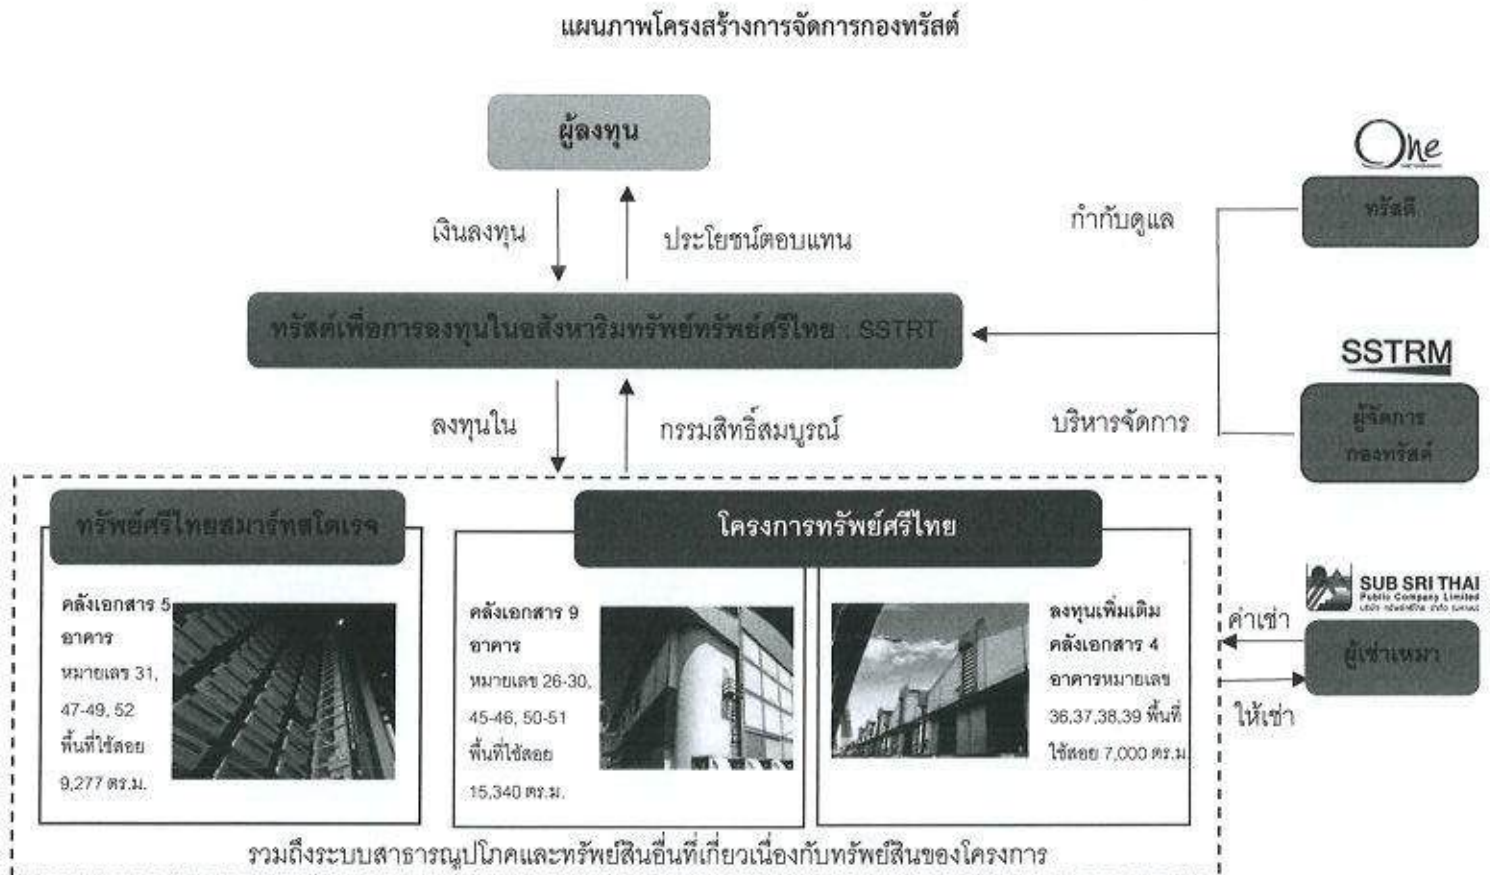 แผนภาพโครงสร้างการจัดการกองทรัสต์
ผู้ลงทุน
เงินลงทุน
ประโยชน์ตอบแทน
One
ทรัสตี
กำกับดูแล
ทรัสต์เพื่อการลงทุนในอสังหาริมทรัพย์ทรัพย์ศรีไทย : SSTRT
SSTRM
ผู้จัดการ
กองทรัสต์
บริหารจัดการ
ลงทุนใน
กรรมสิทธิ์สมบูรณ์
ทรัพย์ศรีไทยสมาร์ทสโตเรจ
คลังเอกสาร 5
อาคาร
หมายเลข 31,
47-49, 52
พื้นที่ใช้สอย
9,277 ตร.ม.
โครงการทรัพย์ศรีไทย
คลังเอกสาร 9
อาคาร
หมายเลข 26-30,
45-46, 50-51
พื้นที่ใช้สอย
15,340 ตร.ม.
ลงทุนเพิ่มเติม
คลังเอกสาร 4
อาคารหมายเลข
36,37,38,39 พื้นที่
ใช้สอย 7,000 ตร.ม.
SUB SRI THAI
Public Company Limited
ค่าเช่า
ผู้เช่าเหมา
ให้เช่า
รวมถึงระบบสาธารณูปโภคและทรัพย์สินอื่นที่เกี่ยวเนื่องกับทรัพย์สินของโครงการ